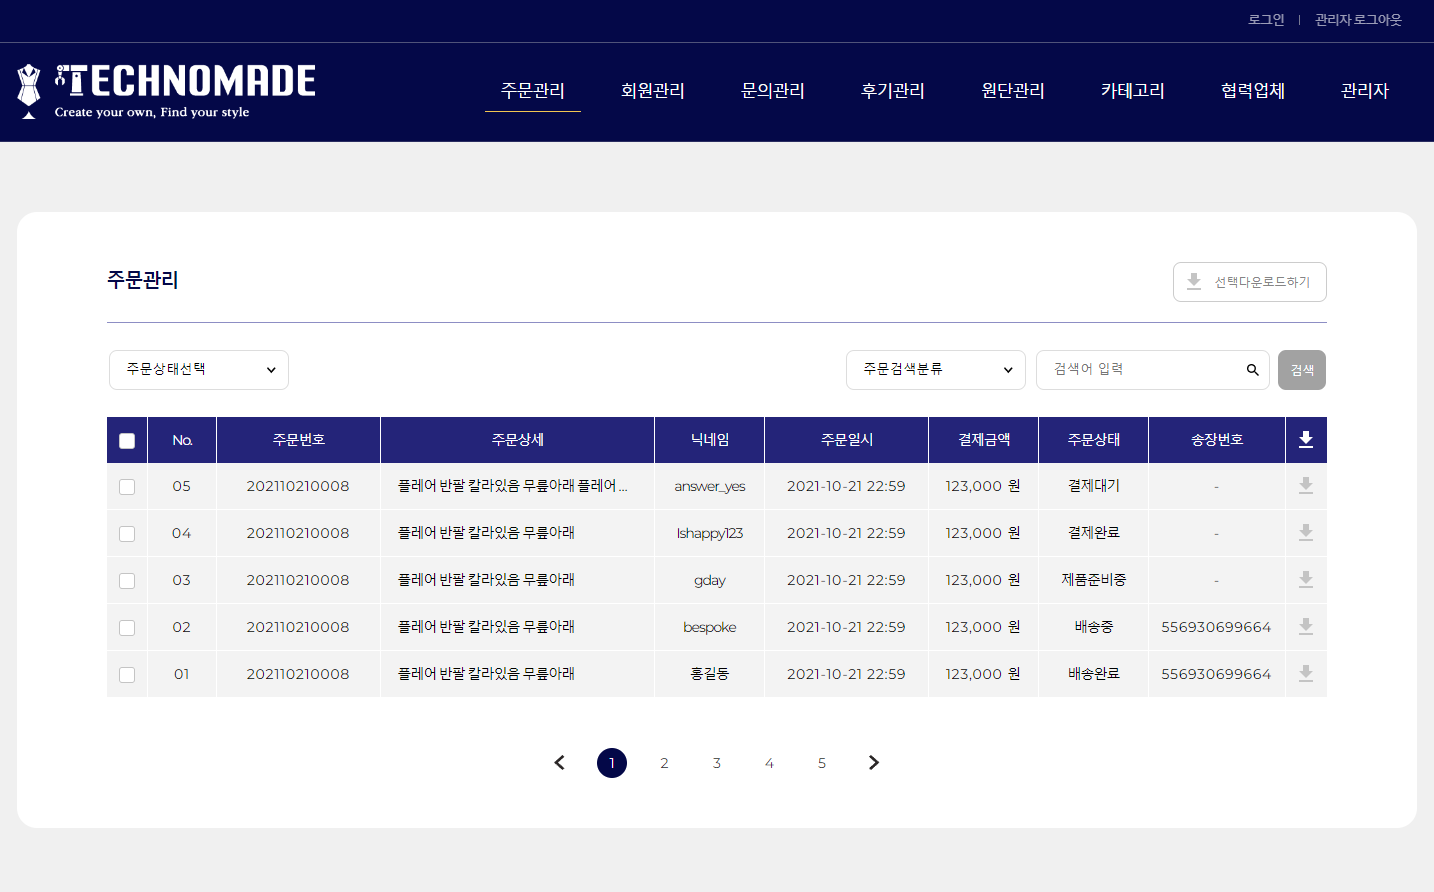 로그인 | 관리자 로그아웃
TECHNOMADE
Create your own, Find your style
주문관리 회원관리 문의관리 후기관리 원단관리 카테고리 협력업체 관리자
주문관리
선택다운로드하기
주문상태선택 주문검색분류 검색어 입력 검색
No. 주문번호 주문상세 닉네임 주문일시 결제금액 주문상태 송장번호
05 202110210008 플레어 반팔 칼라있음 무릎아래 플레어 ... answer_yes 2021-10-21 22:59 123,000 원 결제대기 -
04 202110210008 플레어 반팔 칼라있음 무릎아래 lshappy123 2021-10-21 22:59 123,000 원 결제완료 -
03 202110210008 플레어 반팔 칼라있음 무릎아래 gday 2021-10-21 22:59 123,000 원 제품준비중 -
02 202110210008 플레어 반팔 칼라있음 무릎아래 bespoke 2021-10-21 22:59 123,000 원 배송중 556930699664
01 202110210008 플레어 반팔 칼라있음 무릎아래 홍길동 2021-10-21 22:59 123,000 원 배송완료 556930699664
1 2 3 4 5